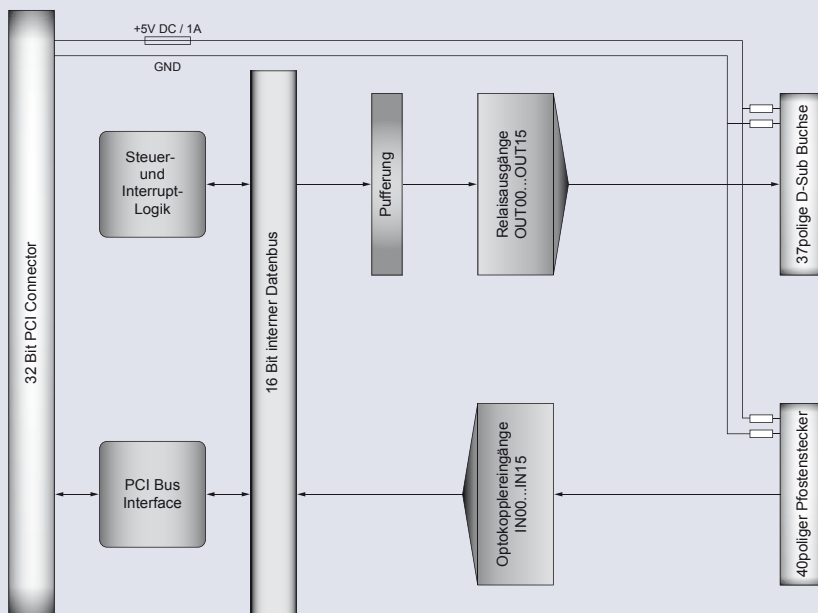 +5V DC / 1A
GND
32 Bit PCI Connector
Steuer-
und
Interrupt-
Logik
PCI Bus
Interface
16 Bit interner Datenbus
Pufferung
Relaisausgänge
OUT00...OUT15
Optokopplereingänge
IN00...IN15
37polige D-Sub Buchse
40poliger Pfostenstecker